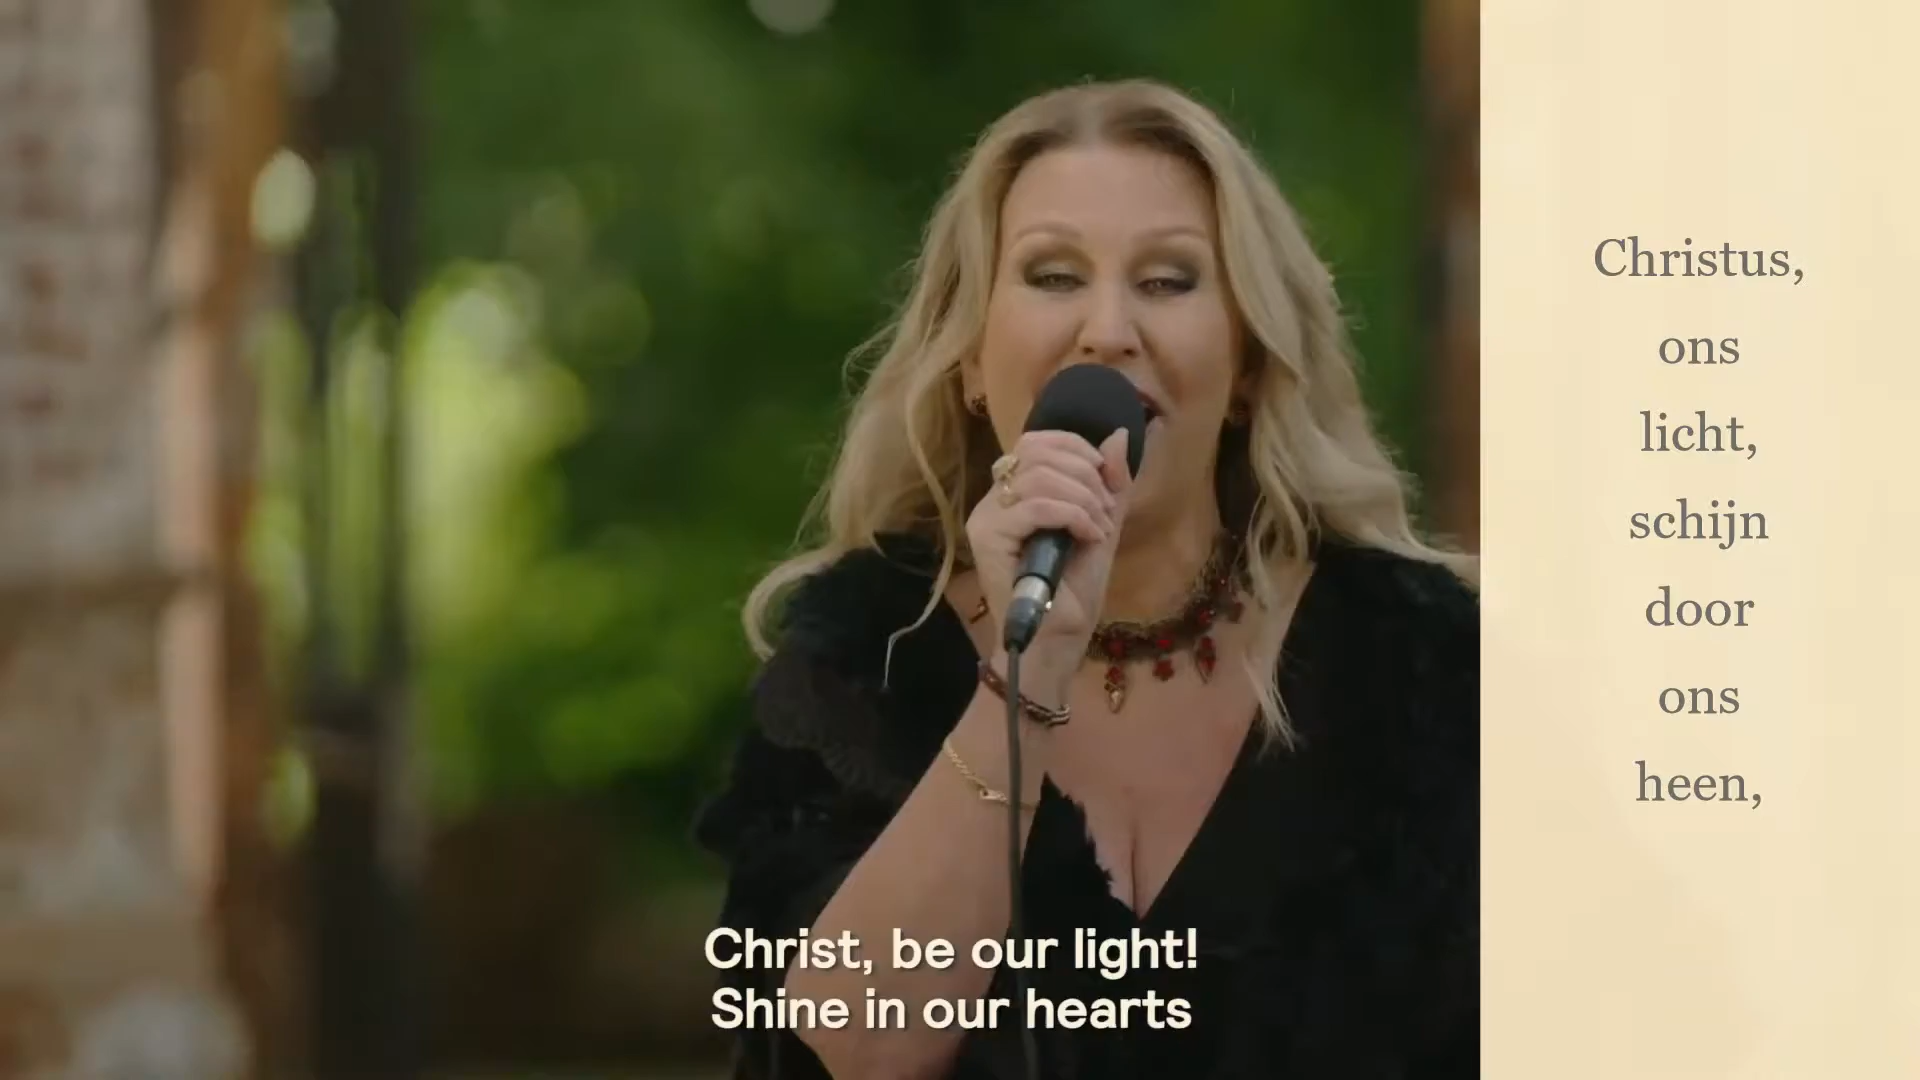 Christus,
ons
licht,
schijn
door
ons
heen,
Christ, be our light!
Shine in our hearts